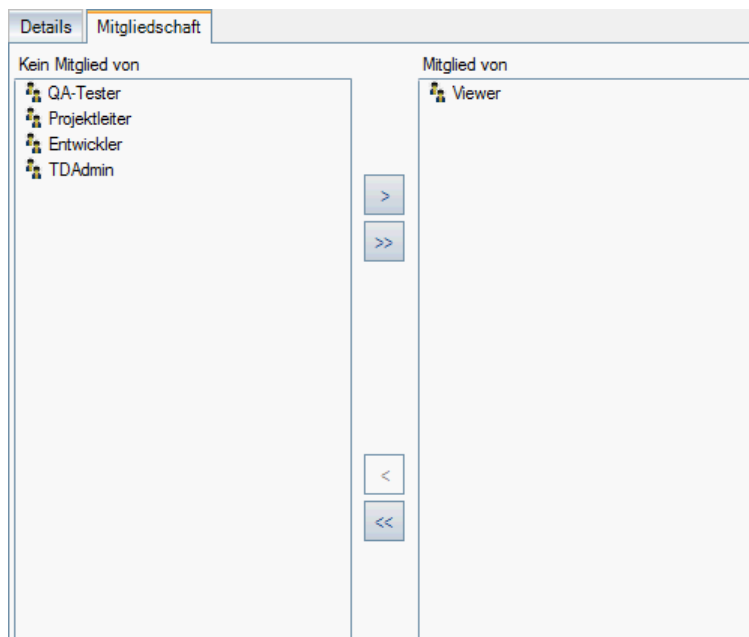 Details
Mitgliedschaft
Kein Mitglied von
QA-Tester
Projektleiter
Entwickler
TDAdmin
>
>>
<
<<
Mitglied von
Viewer